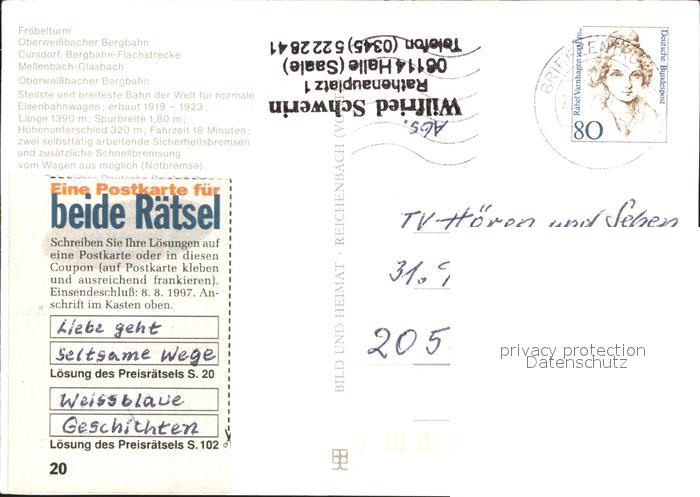 Fröbelturm
Oberweißbacher Bergbahn
Cursdorf, Bergbahn-Flachstrecke
Mellenbach-Glasbach
Oberweißbacher Bergbahn
Steilste und breiteste Bahn der Welt für normale
Eisenbahnwagen; erbaut 1919 – 1923;
Länge 1390 m; Spurbreite 1,80 m;
Höhenunterschied 320 m; Fahrzeit 18 Minuten;
zwei selbsttätig arbeitende Sicherheitsbremsen
und zusätzliche Schnellbremsung
vom Wagen aus möglich (Notbremse).
Eine Postkarte für
beide Rätsel
Schreiben Sie Ihre Lösungen auf
eine Postkarte oder in diesen
Coupon (auf Postkarte kleben
und ausreichend frankieren).
Einsendeschluß: 8. 8. 1997. An-
schrift im Kasten oben.
Liebe geht
seltsame Wege
Lösung des Preisrätsels S. 20
Weissblaue
Geschichten
Lösung des Preisrätsels S. 102
20
Abs.
Wilfried Schwerin
Rathenauplatz 1
06114 Halle (Saale)
Telefon (0345) 5 22 28 41
BILD UND HEIMAT · REICHENBACH
BRIEFZENTRUM
Rahel Varnhagen von Ense
Deutsche Bundespost
80
TV-Hören und Sehen
31.
205
privacy protection
Datenschutz